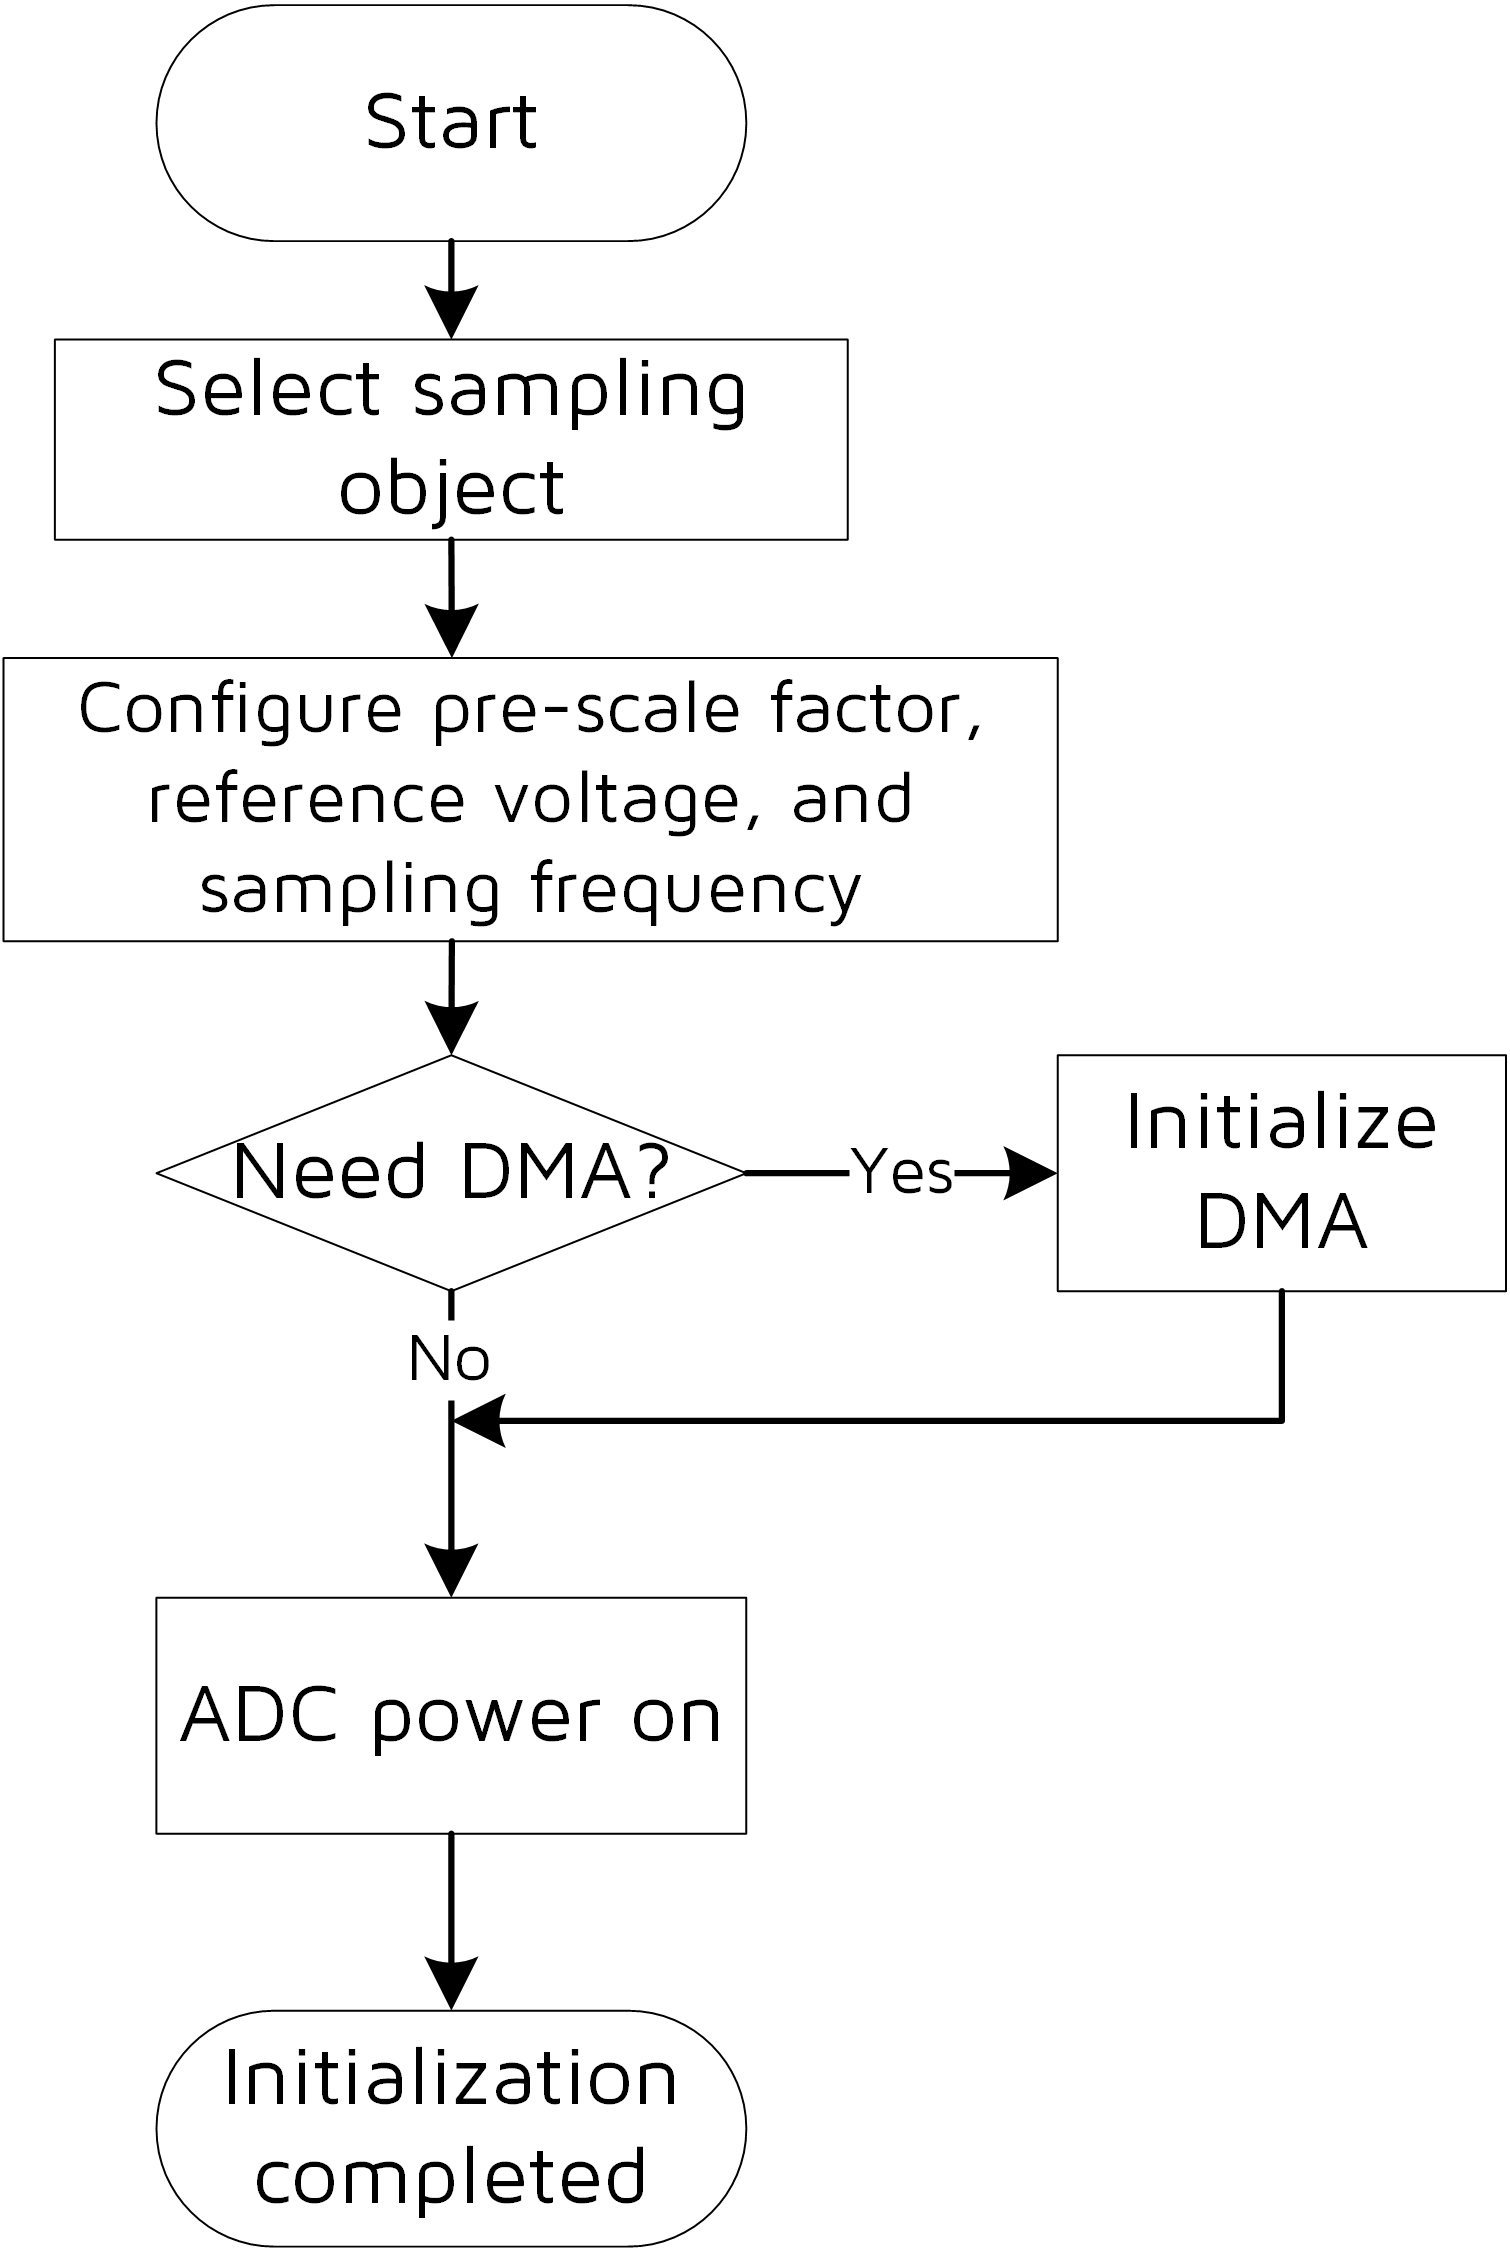 Start
Select sampling
object
Configure pre-scale factor,
reference voltage, and
sampling frequency
Need DMA?
Yes
Initialize
DMA
No
ADC power on
Initialization
completed